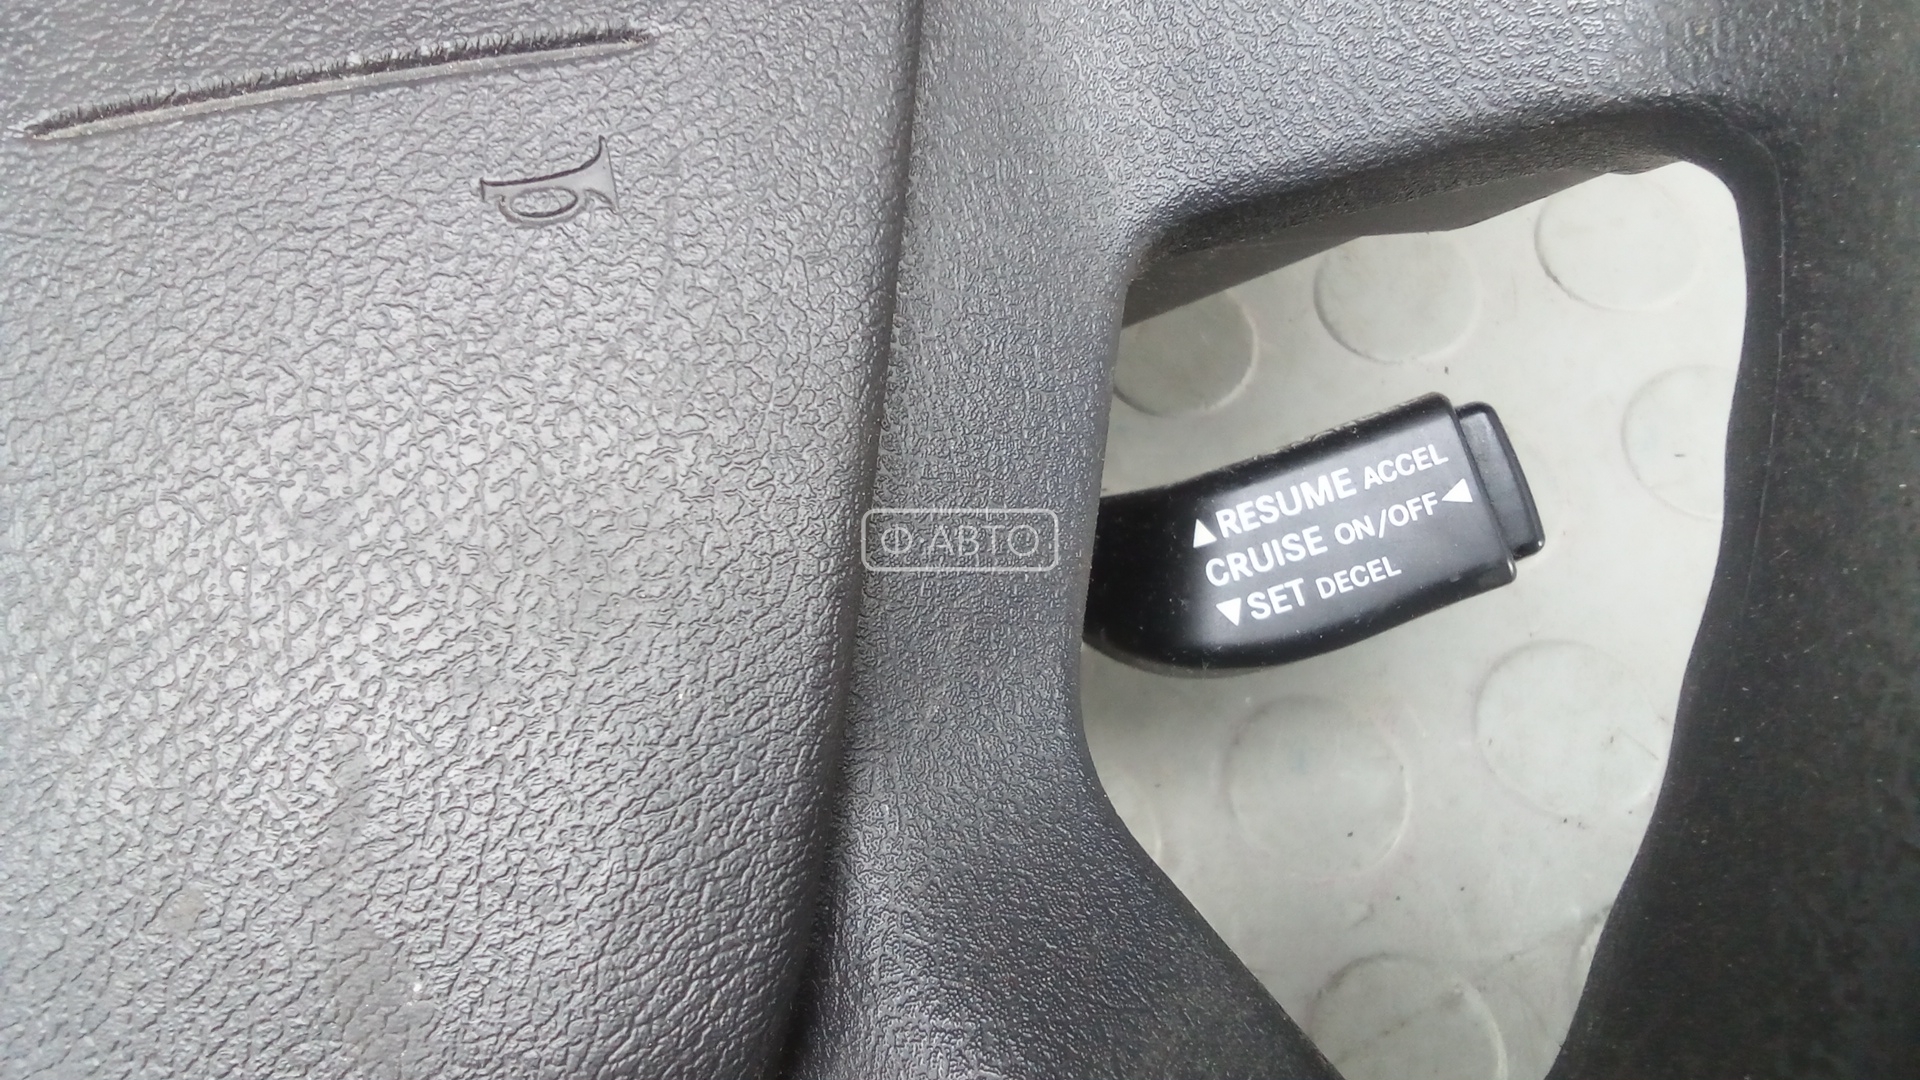 ▲RESUME ACCEL
CRUISE ON/OFF◀
▼SET DECEL
Ф АВТО